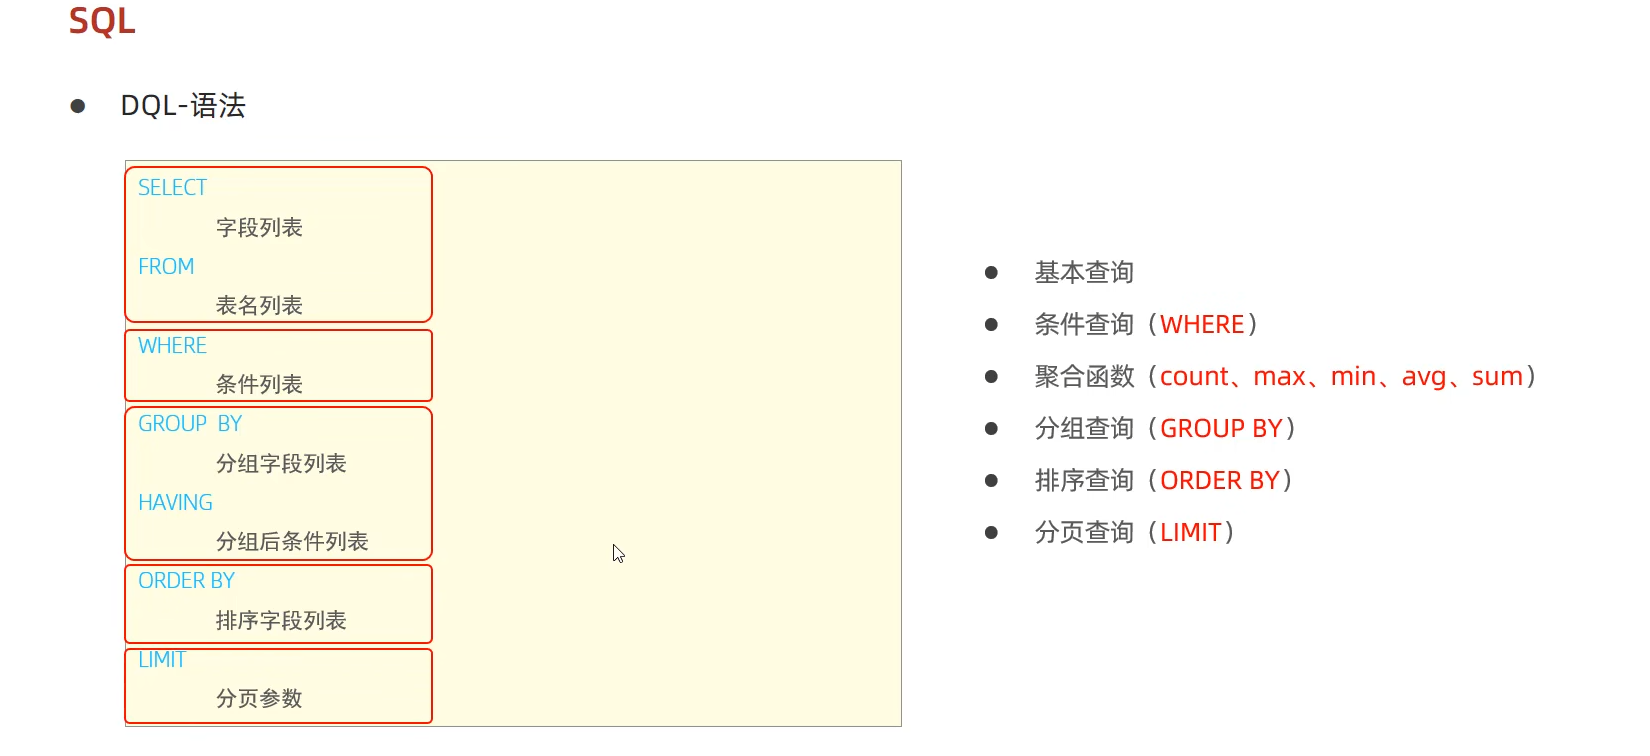 SQL
DQL-语法
SELECT
字段列表
FROM
表名列表
WHERE
条件列表
GROUP  BY
分组字段列表
HAVING
分组后条件列表
ORDER BY
排序字段列表
LIMIT
分页参数
基本查询
条件查询（WHERE）
聚合函数（count、max、min、avg、sum）
分组查询（GROUP BY）
排序查询（ORDER BY）
分页查询（LIMIT）